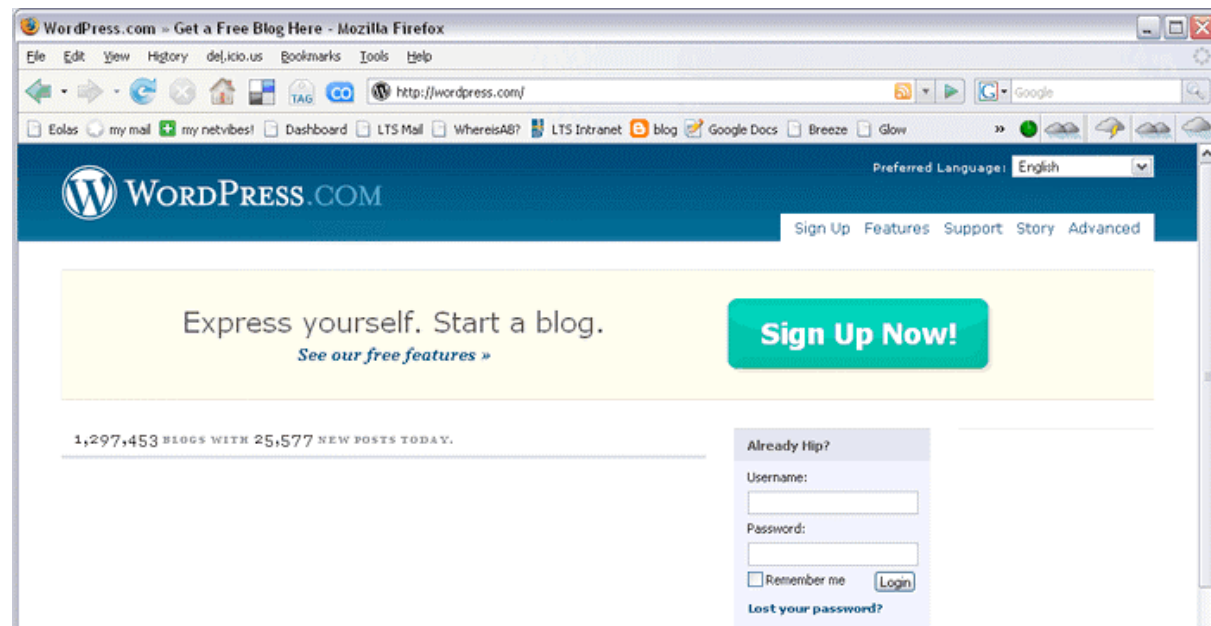 WordPress.com » Get a Free Blog Here - Mozilla Firefox
File Edit View History del.icio.us Bookmarks Tools Help
TAG CO http://wordpress.com/ G Google
Eolas my mail my netvibes! Dashboard LTS Mail WhereisAB? LTS Intranet blog Google Docs Breeze Glow »
Preferred Language: English
W WORDPRESS.COM
Sign Up Features Support Story Advanced
Express yourself. Start a blog.
See our free features »
Sign Up Now!
1,297,453 BLOGS WITH 25,577 NEW POSTS TODAY.
Already Hip?
Username:
Password:
Remember me Login
Lost your password?